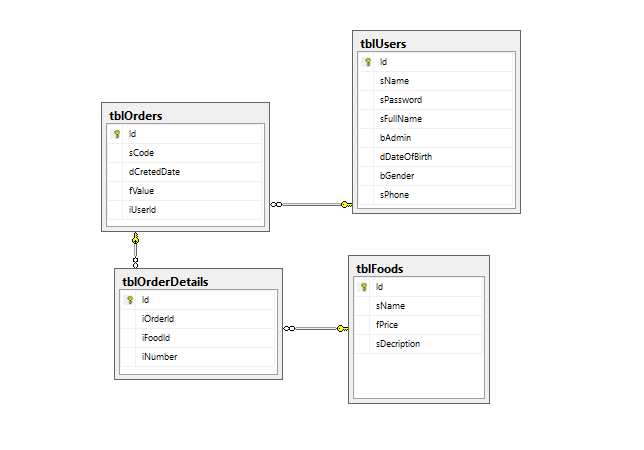 tblUsers
Id
sName
sPassword
sFullName
bAdmin
dDateOfBirth
bGender
sPhone
tblOrders
Id
sCode
dCretedDate
fValue
iUserId
tblOrderDetails
Id
iOrderId
iFoodId
iNumber
tblFoods
Id
sName
fPrice
sDecription